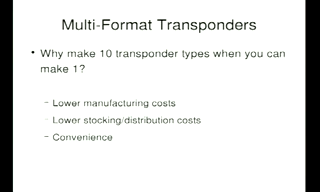 Multi-Format Transponders
• Why make 10 transponder types when you can
make 1?
– Lower manufacturing costs
– Lower stocking/distribution costs
– Convenience